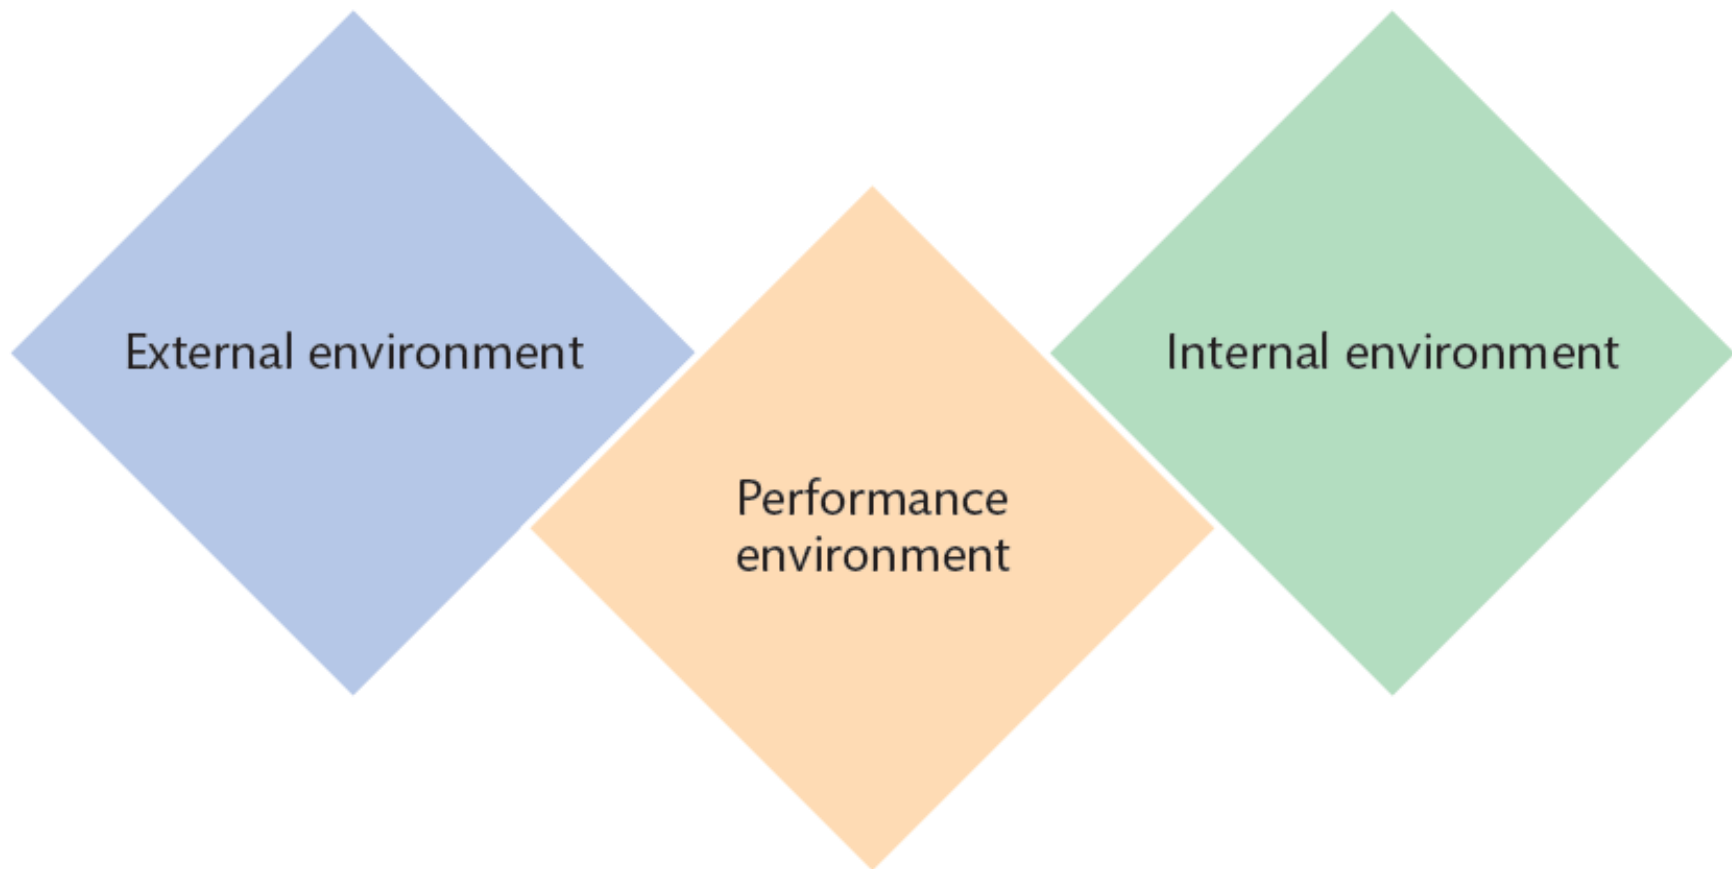 External environment
Internal environment
Performance
environment